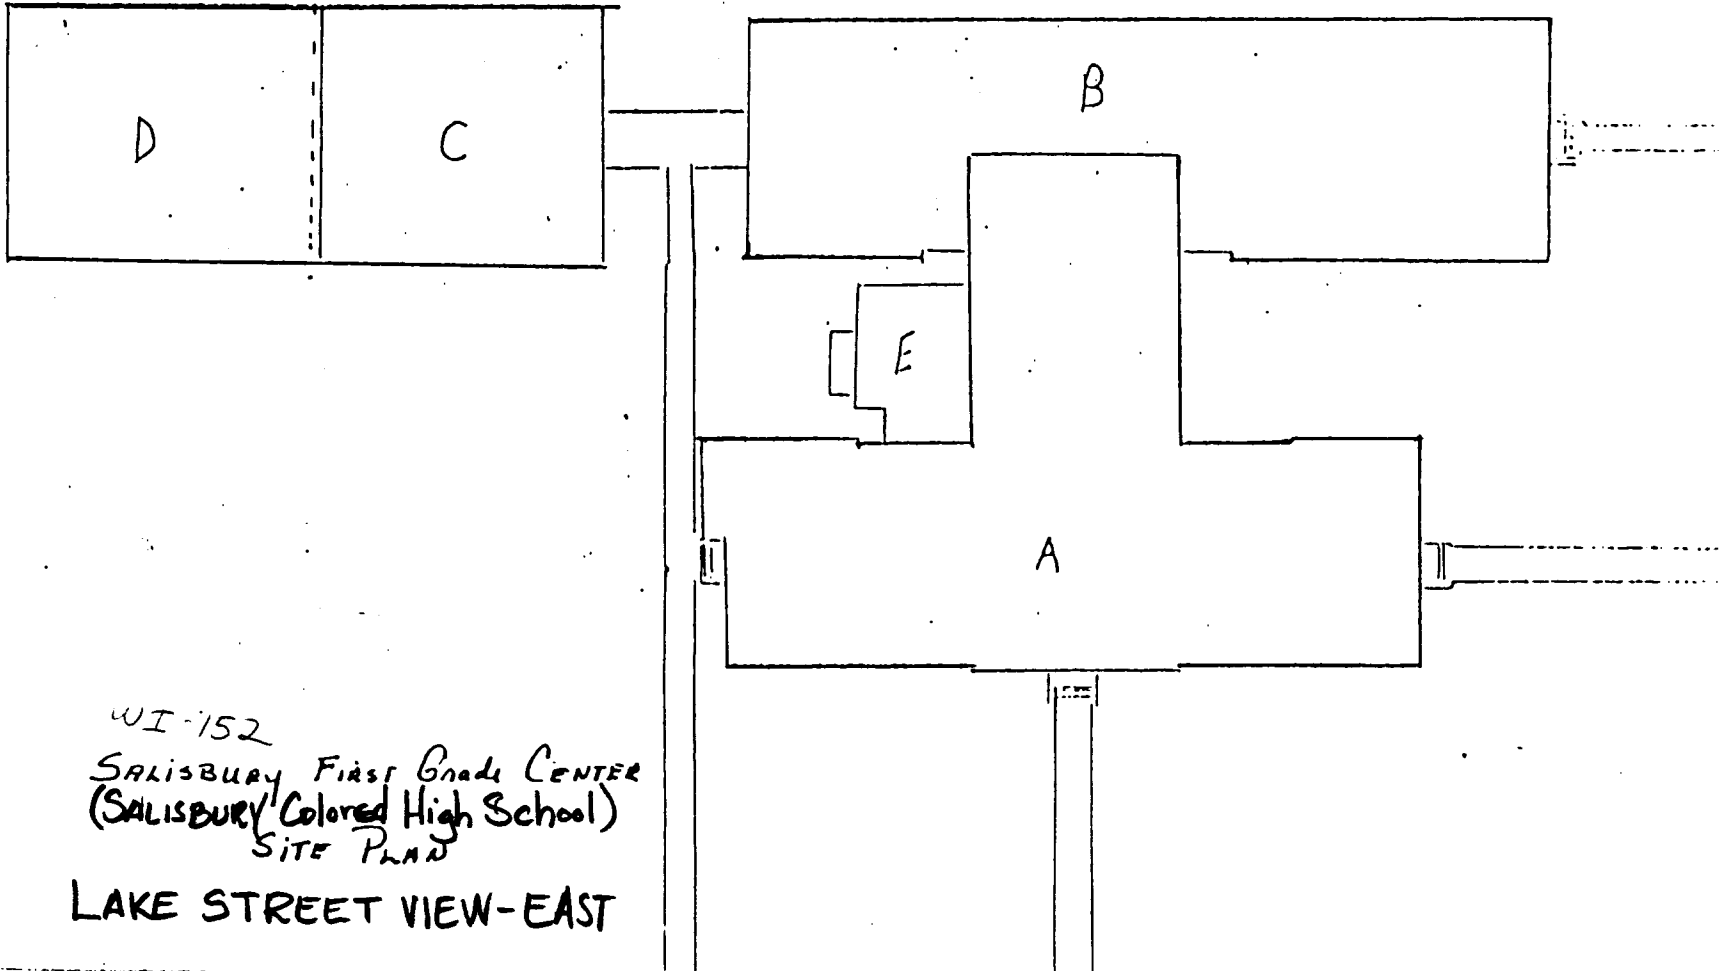 B
D
C
E
A
WI-152
SALISBURY FIRST Grade CENTER
(SALISBURY Colored High School)
SITE PLAN
LAKE STREET VIEW-EAST